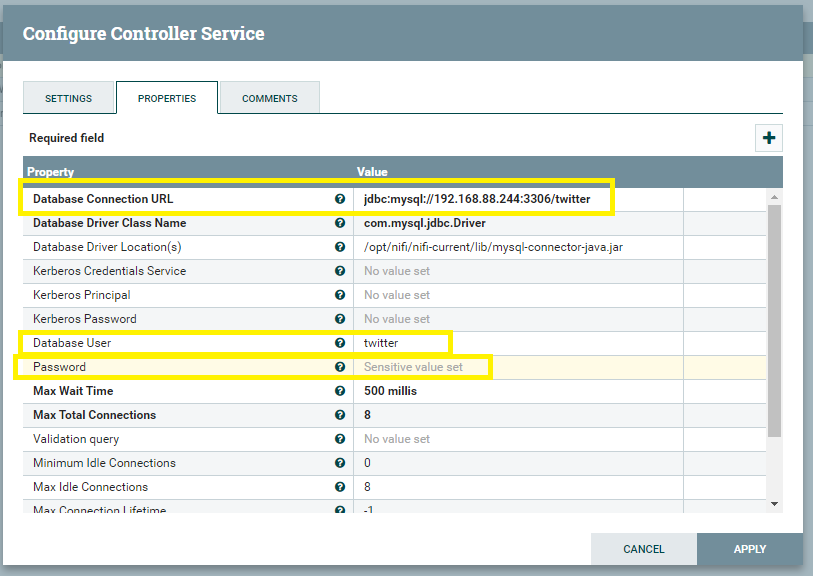 Configure Controller Service
SETTINGS PROPERTIES COMMENTS
Required field
Property Value
Database Connection URL jdbc:mysql://192.168.88.244:3306/twitter
Database Driver Class Name com.mysql.jdbc.Driver
Database Driver Location(s) /opt/nifi/nifi-current/lib/mysql-connector-java.jar
Kerberos Credentials Service No value set
Kerberos Principal No value set
Kerberos Password No value set
Database User twitter
Password Sensitive value set
Max Wait Time 500 millis
Max Total Connections 8
Validation query No value set
Minimum Idle Connections 0
Max Idle Connections 8
Max Connection Lifetime -1
CANCEL APPLY